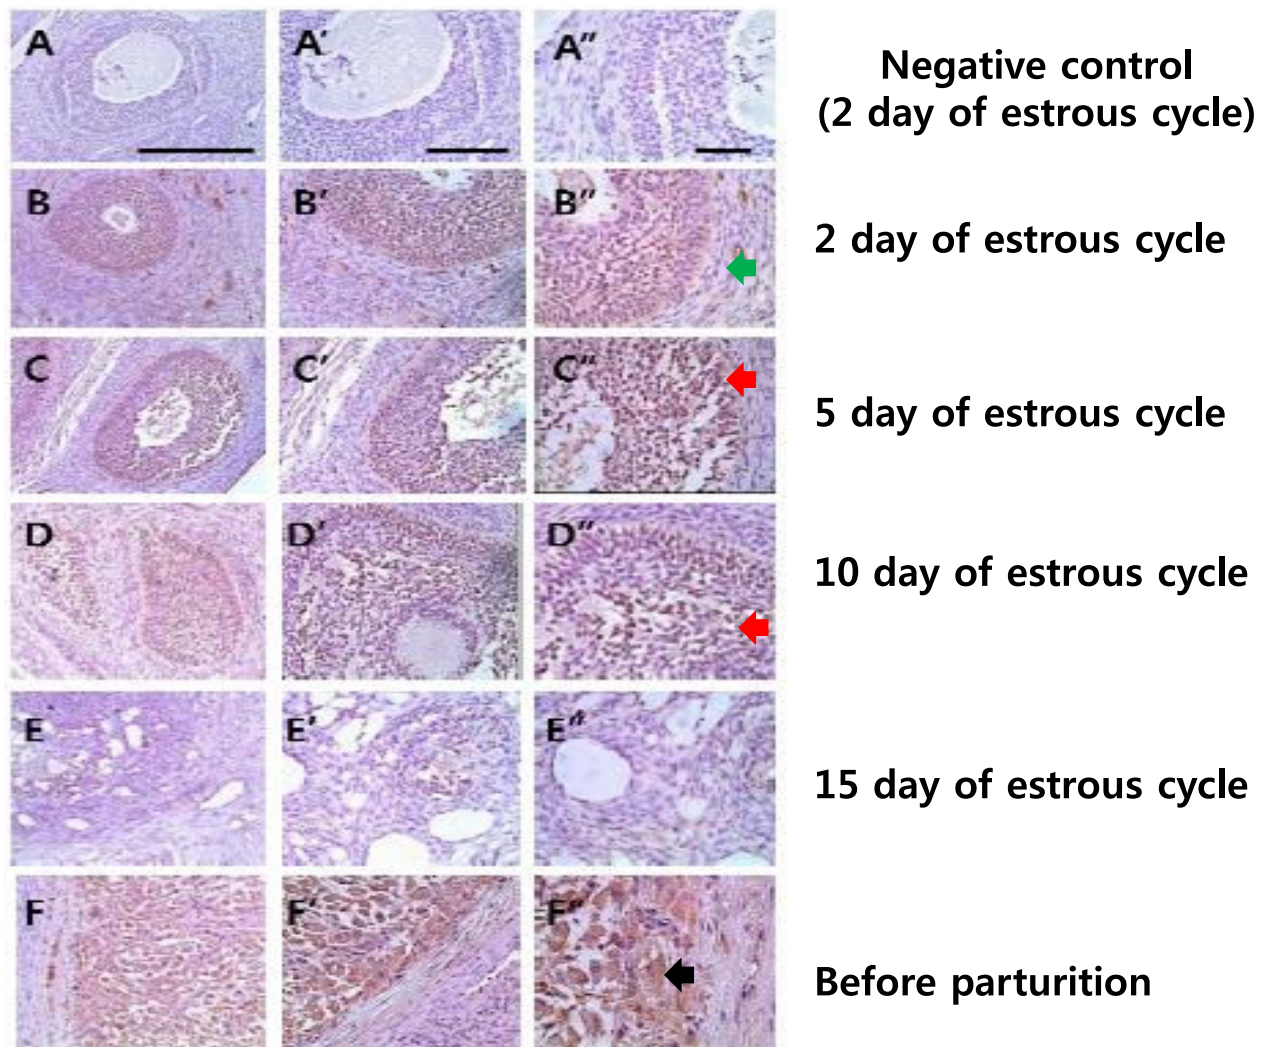 A A′ A″ Negative control
(2 day of estrous cycle)
B B′ B″ 2 day of estrous cycle
C C′ C″ 5 day of estrous cycle
D D′ D″ 10 day of estrous cycle
E E′ E″ 15 day of estrous cycle
F F′ F″ Before parturition